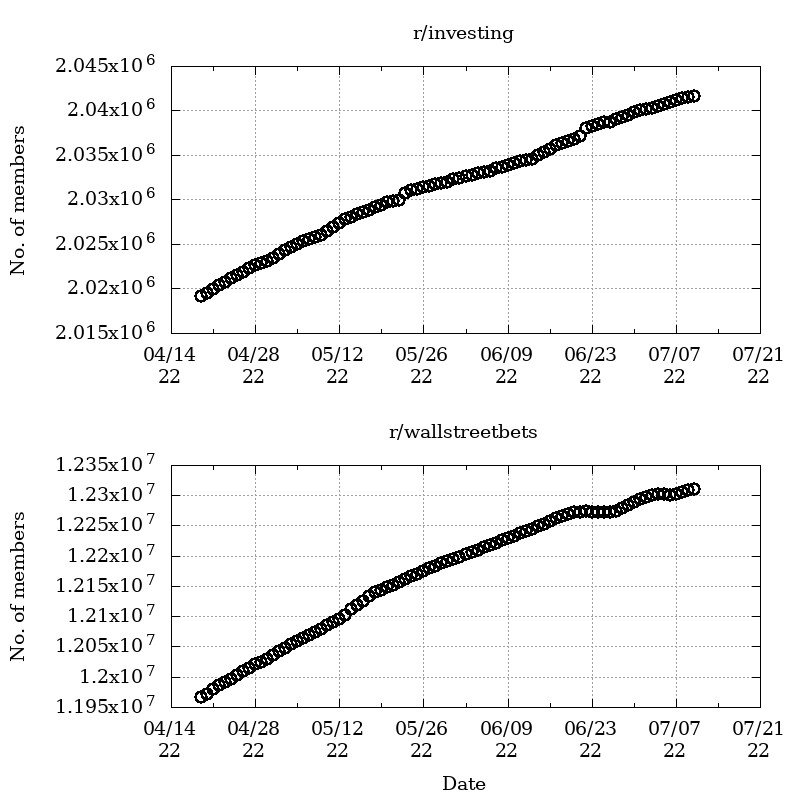 r/investing
2.045x10^6
2.04x10^6
2.035x10^6
2.03x10^6
2.025x10^6
2.02x10^6
2.015x10^6
No. of members
04/14 04/28 05/12 05/26 06/09 06/23 07/07 07/21
22 22 22 22 22 22 22 22
r/wallstreetbets
1.235x10^7
1.23x10^7
1.225x10^7
1.22x10^7
1.215x10^7
1.21x10^7
1.205x10^7
1.2x10^7
1.195x10^7
No. of members
04/14 04/28 05/12 05/26 06/09 06/23 07/07 07/21
22 22 22 22 22 22 22 22
Date